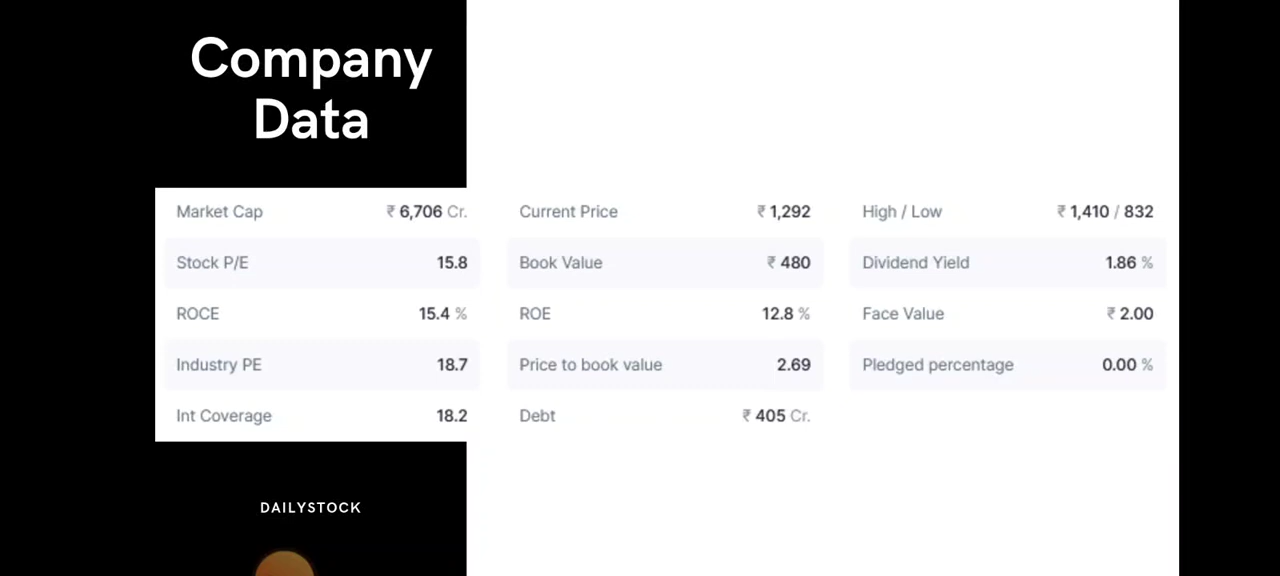 Company
Data
Market Cap ₹ 6,706 Cr. Current Price ₹ 1,292 High / Low ₹ 1,410 / 832
Stock P/E 15.8 Book Value ₹ 480 Dividend Yield 1.86 %
ROCE 15.4 % ROE 12.8 % Face Value ₹ 2.00
Industry PE 18.7 Price to book value 2.69 Pledged percentage 0.00 %
Int Coverage 18.2 Debt ₹ 405 Cr.
DAILYSTOCK